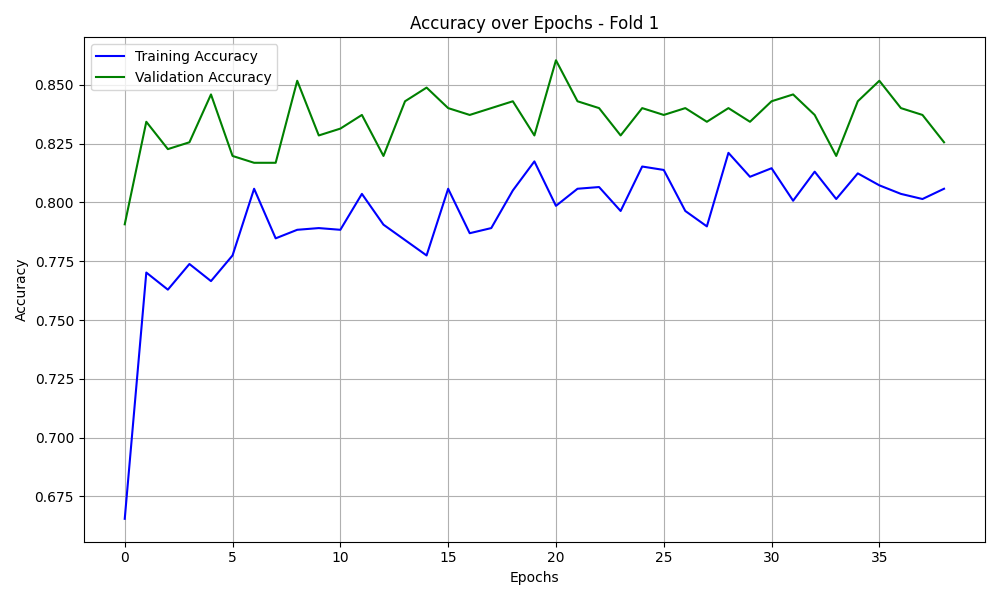 Accuracy over Epochs - Fold 1
Training Accuracy
Validation Accuracy
0.850
0.825
0.800
0.775
0.750
0.725
0.700
0.675
Accuracy
0 5 10 15 20 25 30 35
Epochs